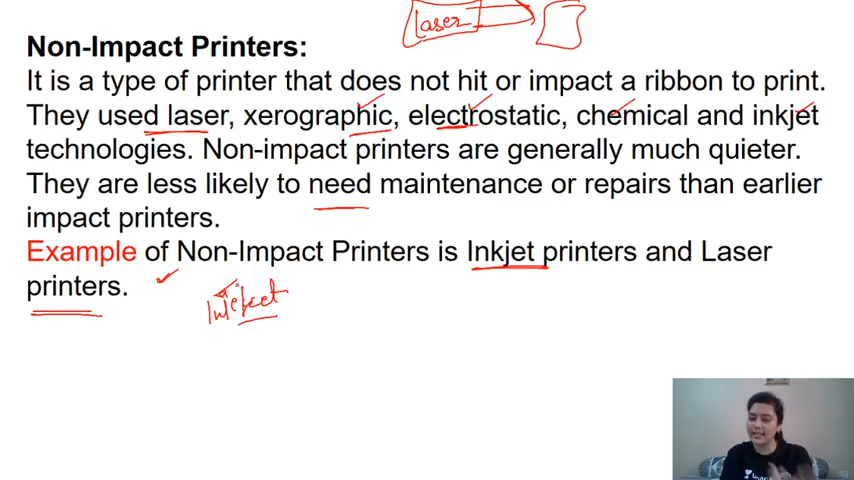 Laser
Non-Impact Printers:
It is a type of printer that does not hit or impact a ribbon to print.
They used laser, xerographic, electrostatic, chemical and inkjet
technologies. Non-impact printers are generally much quieter.
They are less likely to need maintenance or repairs than earlier
impact printers.
Example of Non-Impact Printers is Inkjet printers and Laser
printers.